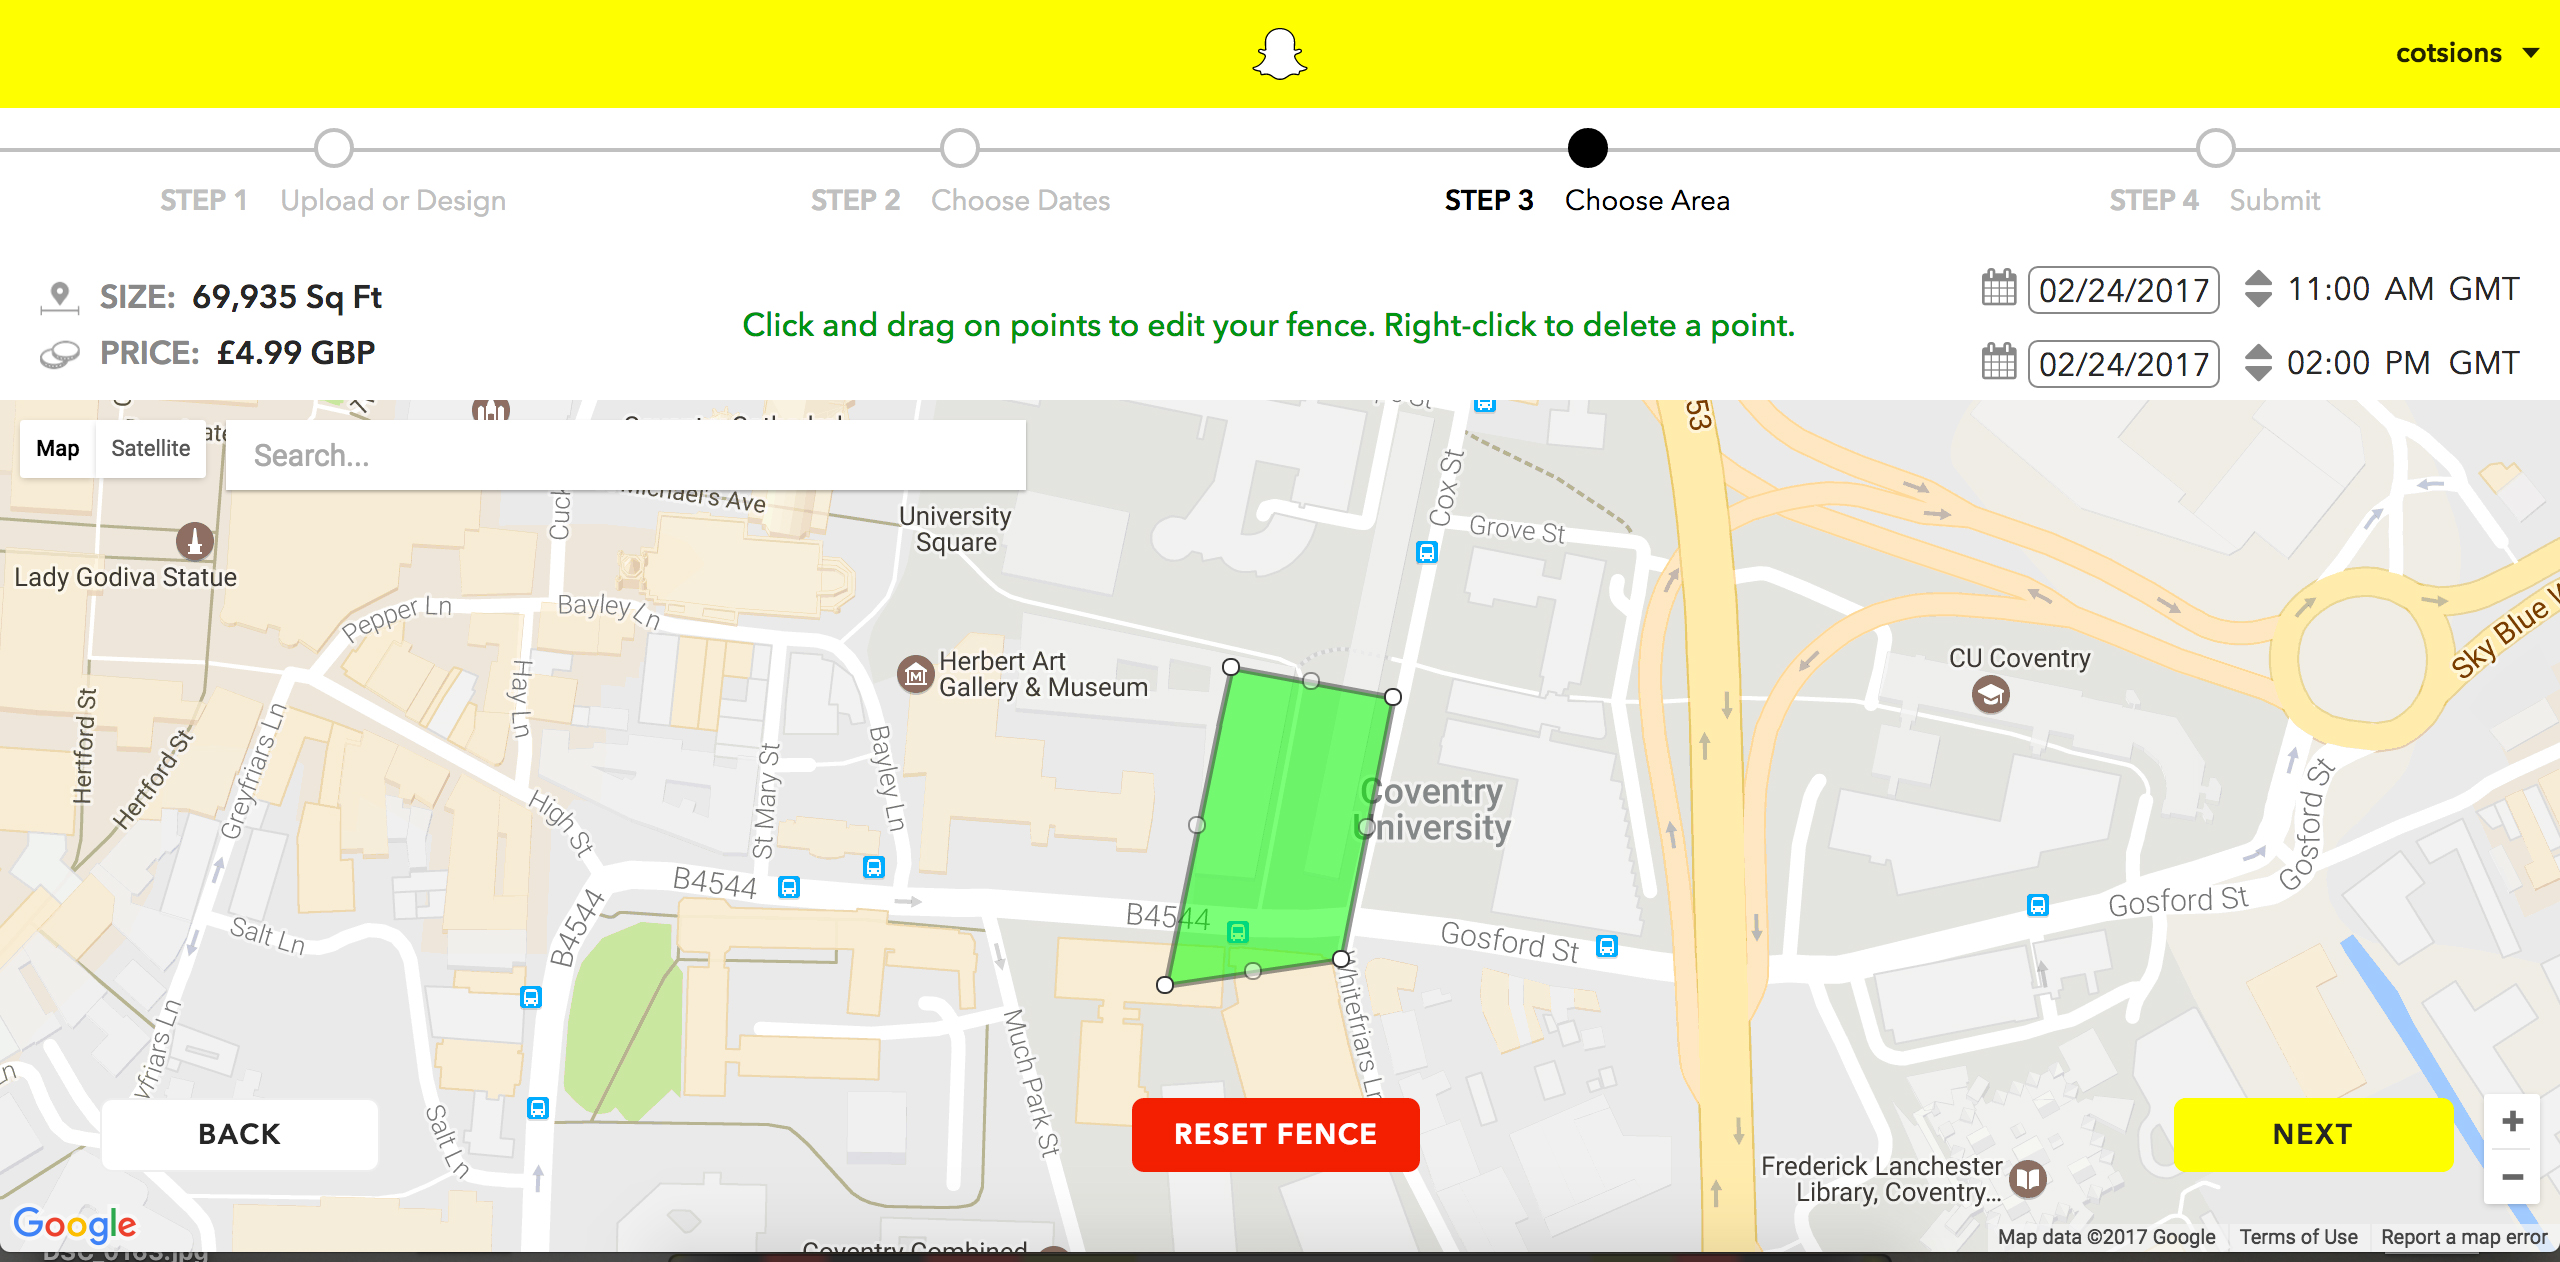 cotsions
STEP 1 Upload or Design
STEP 2 Choose Dates
STEP 3 Choose Area
STEP 4 Submit
SIZE: 69,935 Sq Ft
PRICE: £4.99 GBP
Click and drag on points to edit your fence. Right-click to delete a point.
02/24/2017 11:00 AM GMT
02/24/2017 02:00 PM GMT
Map Satellite
Search...
53
Michael's Ave
University
Square
Cox St
Grove St
Lady Godiva Statue
Pepper Ln
Bayley Ln
Hay Ln
Herbert Art
Gallery & Museum
CU Coventry
Sky Blue
Hertford St
Hertford St
Greyfriars Ln
High St
St Mary St
Bayley Ln
Coventry
University
B4544
B4544
B4544
Gosford St
Gosford St
Gosford St
Salt Ln
Salt Ln
Much Park St
Whitefriars Ln
BACK
RESET FENCE
NEXT
Frederick Lanchester
Library, Coventry...
Coventry Combined
Google
Map data ©2017 Google Terms of Use Report a map error